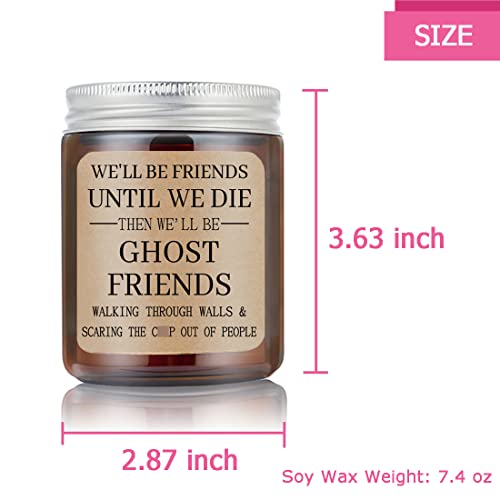 SIZE
WE'LL BE FRIENDS
UNTIL WE DIE
THEN WE'LL BE
GHOST
FRIENDS
WALKING THROUGH WALLS &
SCARING THE C P OUT OF PEOPLE
3.63 inch
2.87 inch
Soy Wax Weight: 7.4 oz